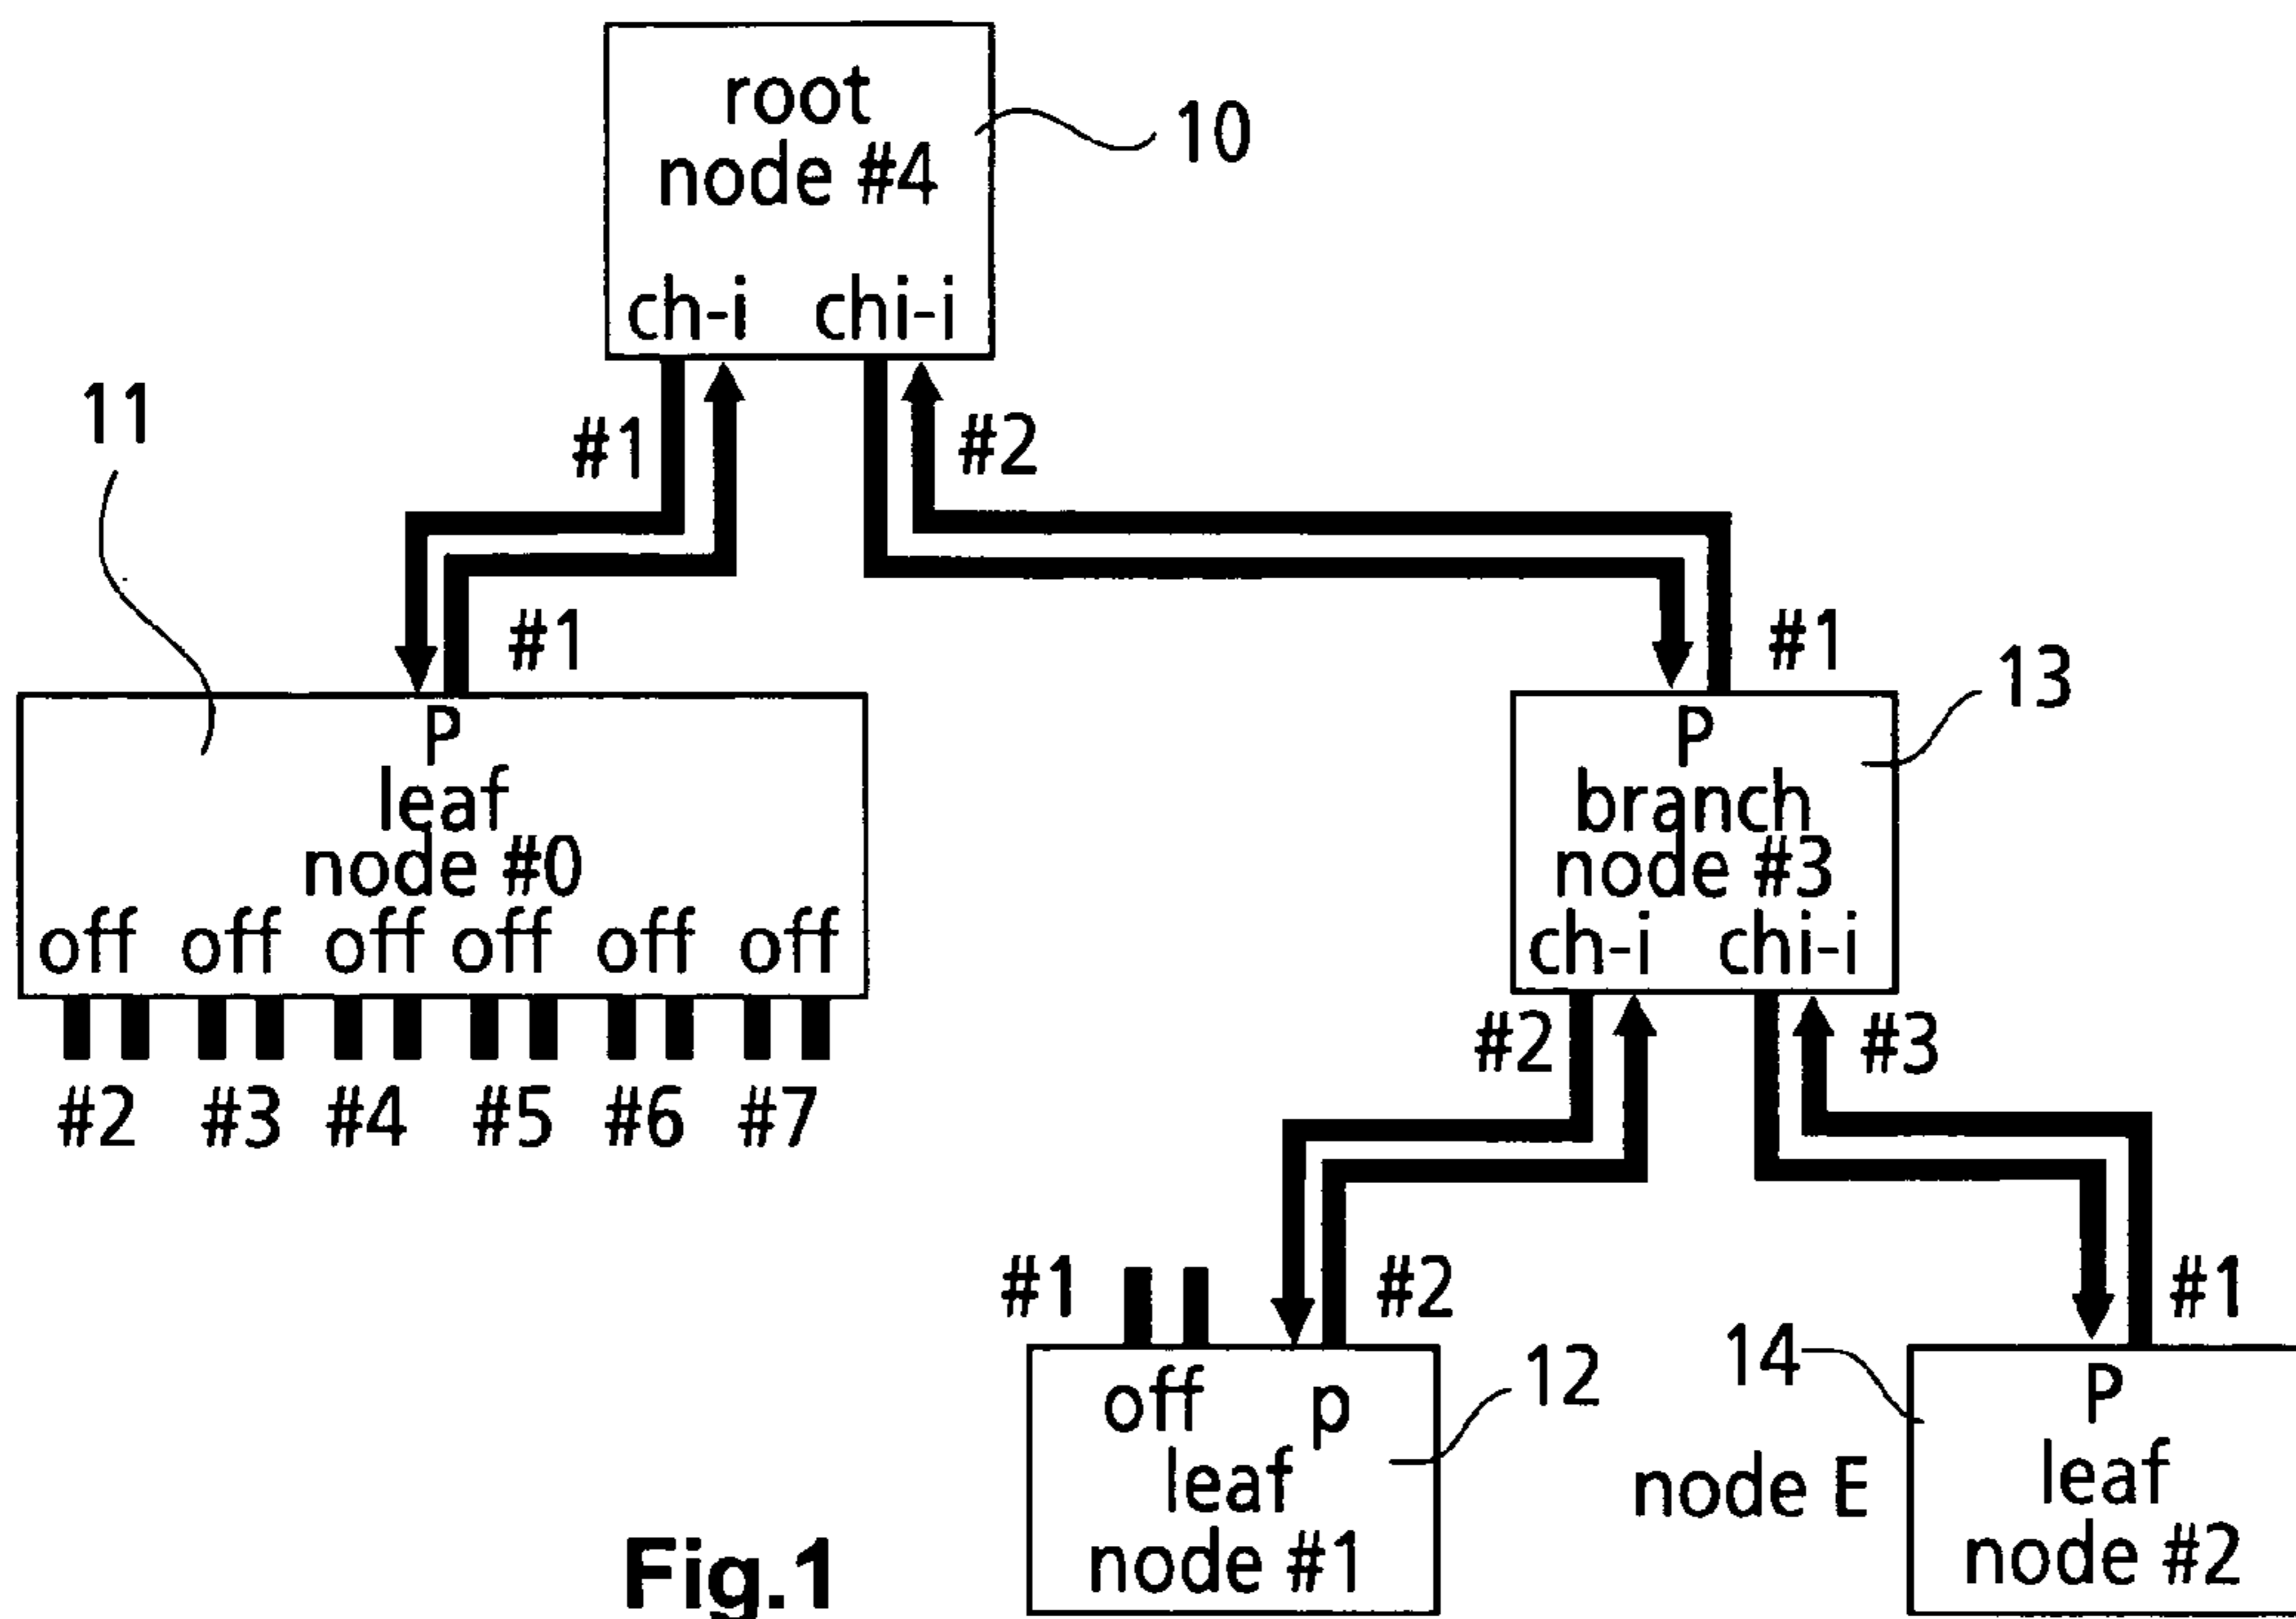 root
node #4
10
ch-i chi-i
11
#1
#2
#1
#1
13
P
leaf
node #0
off off off off off off
P
branch
node #3
ch-i chi-i
#2
#3
#2 #3 #4 #5 #6 #7
#1
#2
#1
12
14
off p
leaf
node #1
node E
P
leaf
node #2
Fig.1